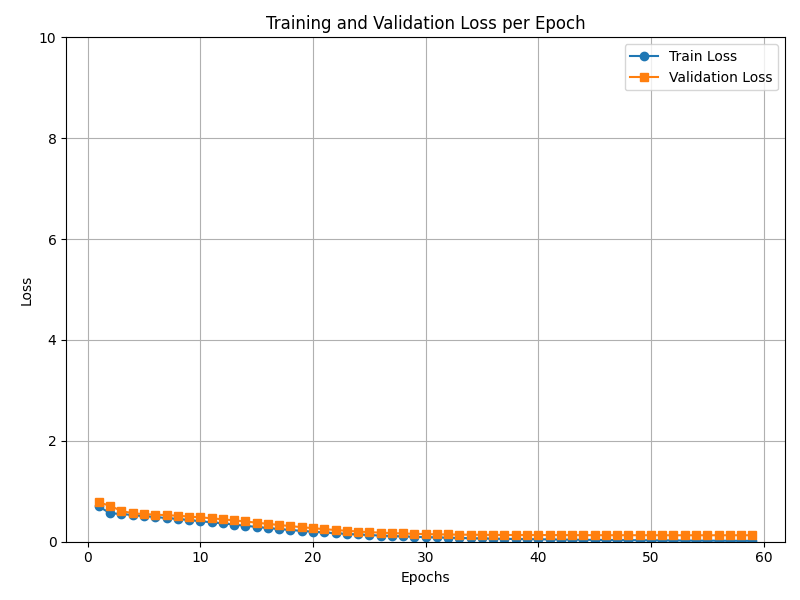 Training and Validation Loss per Epoch
Train Loss
Validation Loss
10
8
6
4
2
0
Loss
0 10 20 30 40 50 60
Epochs